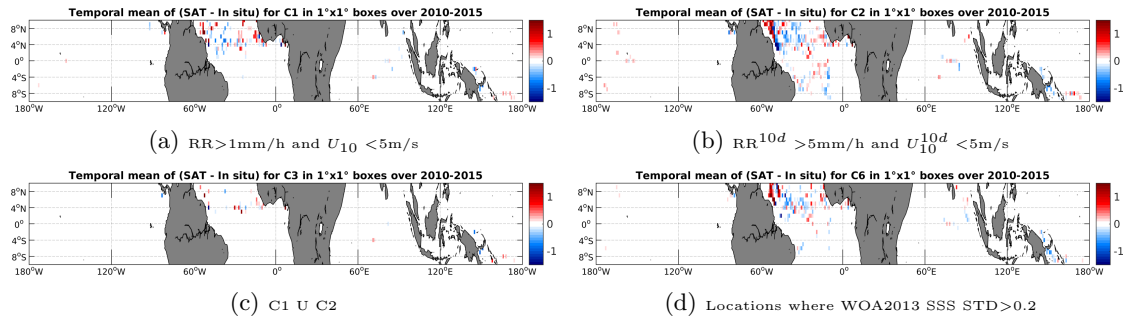 Temporal mean of (SAT - In situ) for C1 in 1°x1° boxes over 2010-2015
8°N
4°N
0°
4°S
8°S
180°W 120°W 60°W 0° 60°E 120°E 180°W
1
0
-1
(a) RR>1mm/h and U10 <5m/s
Temporal mean of (SAT - In situ) for C2 in 1°x1° boxes over 2010-2015
8°N
4°N
0°
4°S
8°S
180°W 120°W 60°W 0° 60°E 120°E 180°W
1
0
-1
(b) RR^10d >5mm/h and U10^10d <5m/s
Temporal mean of (SAT - In situ) for C3 in 1°x1° boxes over 2010-2015
8°N
4°N
0°
4°S
8°S
180°W 120°W 60°W 0° 60°E 120°E 180°W
1
0
-1
(c) C1 U C2
Temporal mean of (SAT - In situ) for C6 in 1°x1° boxes over 2010-2015
8°N
4°N
0°
4°S
8°S
180°W 120°W 60°W 0° 60°E 120°E 180°W
1
0
-1
(d) Locations where WOA2013 SSS STD>0.2